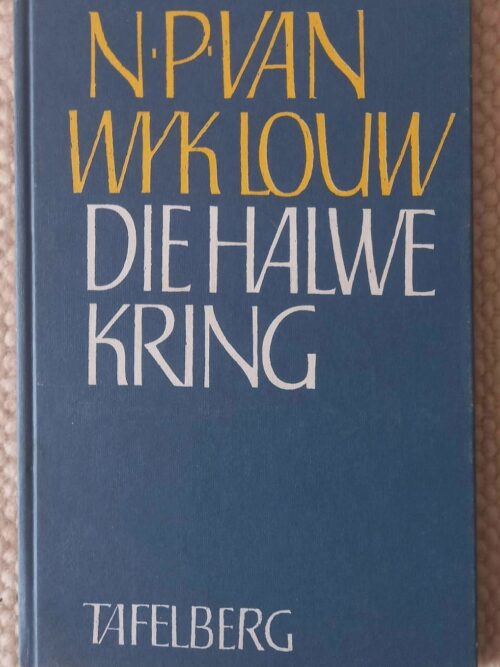 N·P·VAN
WYK LOUW
DIE HALWE
KRING
TAFELBERG